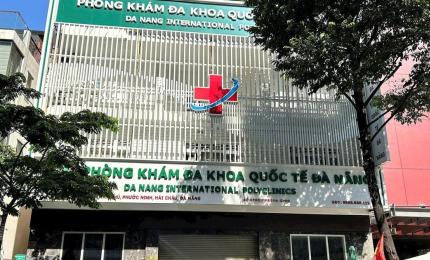 PHÒNG KHÁM ĐA KHOA QUỐC
DA NANG INTERNATIONAL POLYCLINICS
PHÒNG KHÁM ĐA KHOA QUỐC TẾ ĐÀ NẴNG
DA NANG INTERNATIONAL POLYCLINICS
PHƯỚC NINH, HẢI CHÂU, ĐÀ NẴNG